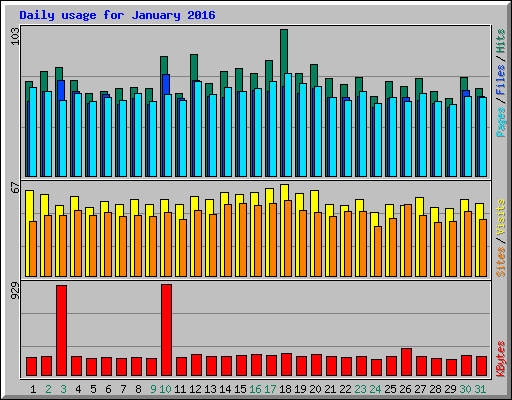 Daily usage for January 2016
103
Pages / Files / Hits
67
Sites / Visits
929
KBytes
1 2 3 4 5 6 7 8 9 10 11 12 13 14 15 16 17 18 19 20 21 22 23 24 25 26 27 28 29 30 31